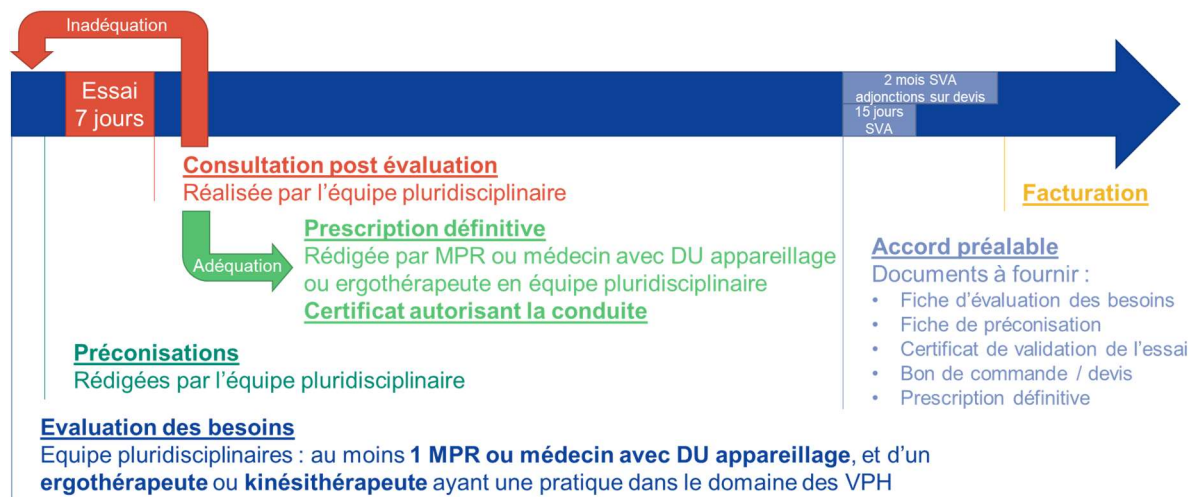 Inadéquation
Essai
7 jours
2 mois SVA
adjonctions sur devis
15 jours
SVA
Consultation post évaluation
Réalisée par l'équipe pluridisciplinaire
Facturation
Adéquation
Prescription définitive
Rédigée par MPR ou médecin avec DU appareillage
ou ergothérapeute en équipe pluridisciplinaire
Certificat autorisant la conduite
Accord préalable
Documents à fournir :
• Fiche d'évaluation des besoins
• Fiche de préconisation
• Certificat de validation de l'essai
• Bon de commande / devis
• Prescription définitive
Préconisations
Rédigées par l'équipe pluridisciplinaire
Evaluation des besoins
Equipe pluridisciplinaires : au moins 1 MPR ou médecin avec DU appareillage, et d'un
ergothérapeute ou kinésithérapeute ayant une pratique dans le domaine des VPH